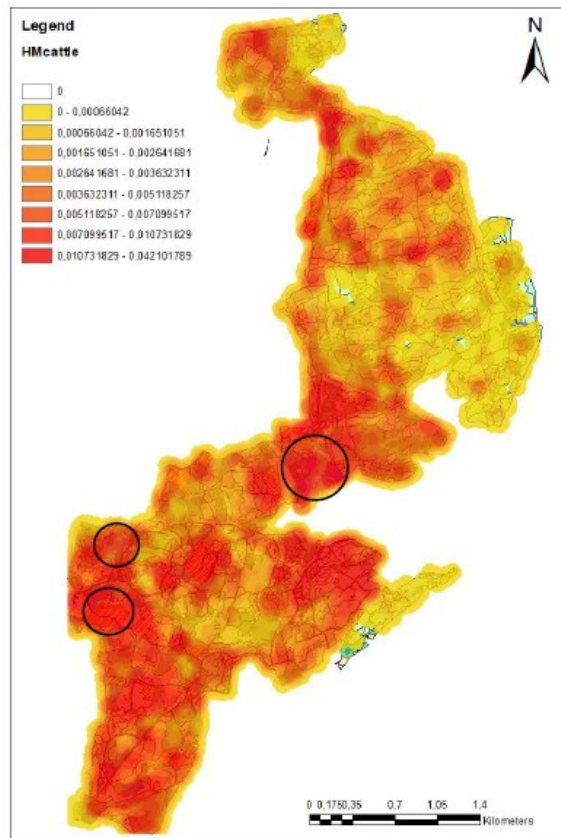 Legend
HMcattle
0
0 - 0,00066042
0,00066042 - 0,001651051
0,001651051 - 0,002641681
0,002641681 - 0,003632311
0,003632311 - 0,005118257
0,005118257 - 0,007099517
0,007099517 - 0,010731829
0,010731829 - 0,042101789
N
0 0,1750,35 0,7 1,05 1,4
Kilometers